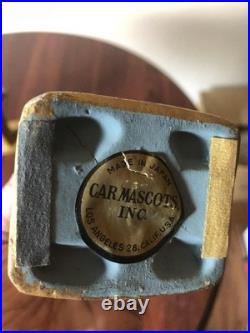 MADE IN JAPAN
CAR MASCOTS
INC.
LOS ANGELES 28, CALIF. U.S.A.